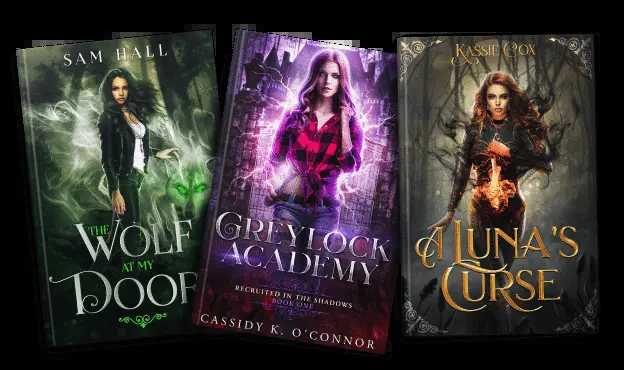 SAM HALL
THE
WOLF
AT MY
DOOR
GREYLOCK
ACADEMY
RECRUITED IN THE SHADOWS
BOOK ONE
CASSIDY K. O'CONNOR
KASSIE COX
A LUNA'S
CURSE